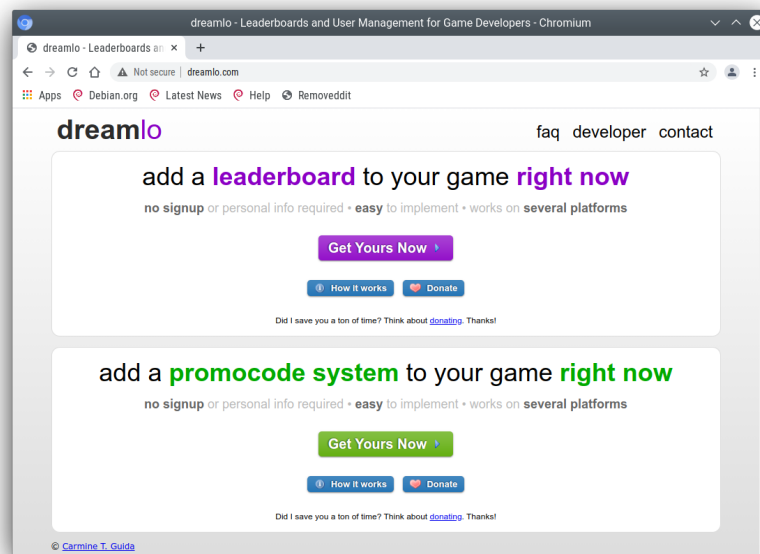 dreamlo - Leaderboards and User Management for Game Developers - Chromium
dreamlo - Leaderboards an
Not secure | dreamlo.com
Apps Debian.org Latest News Help Removeddit
dreamlo faq developer contact
add a leaderboard to your game right now
no signup or personal info required • easy to implement • works on several platforms
Get Yours Now
How it works Donate
Did I save you a ton of time? Think about donating. Thanks!
add a promocode system to your game right now
no signup or personal info required • easy to implement • works on several platforms
Get Yours Now
How it works Donate
Did I save you a ton of time? Think about donating. Thanks!
© Carmine T. Guida